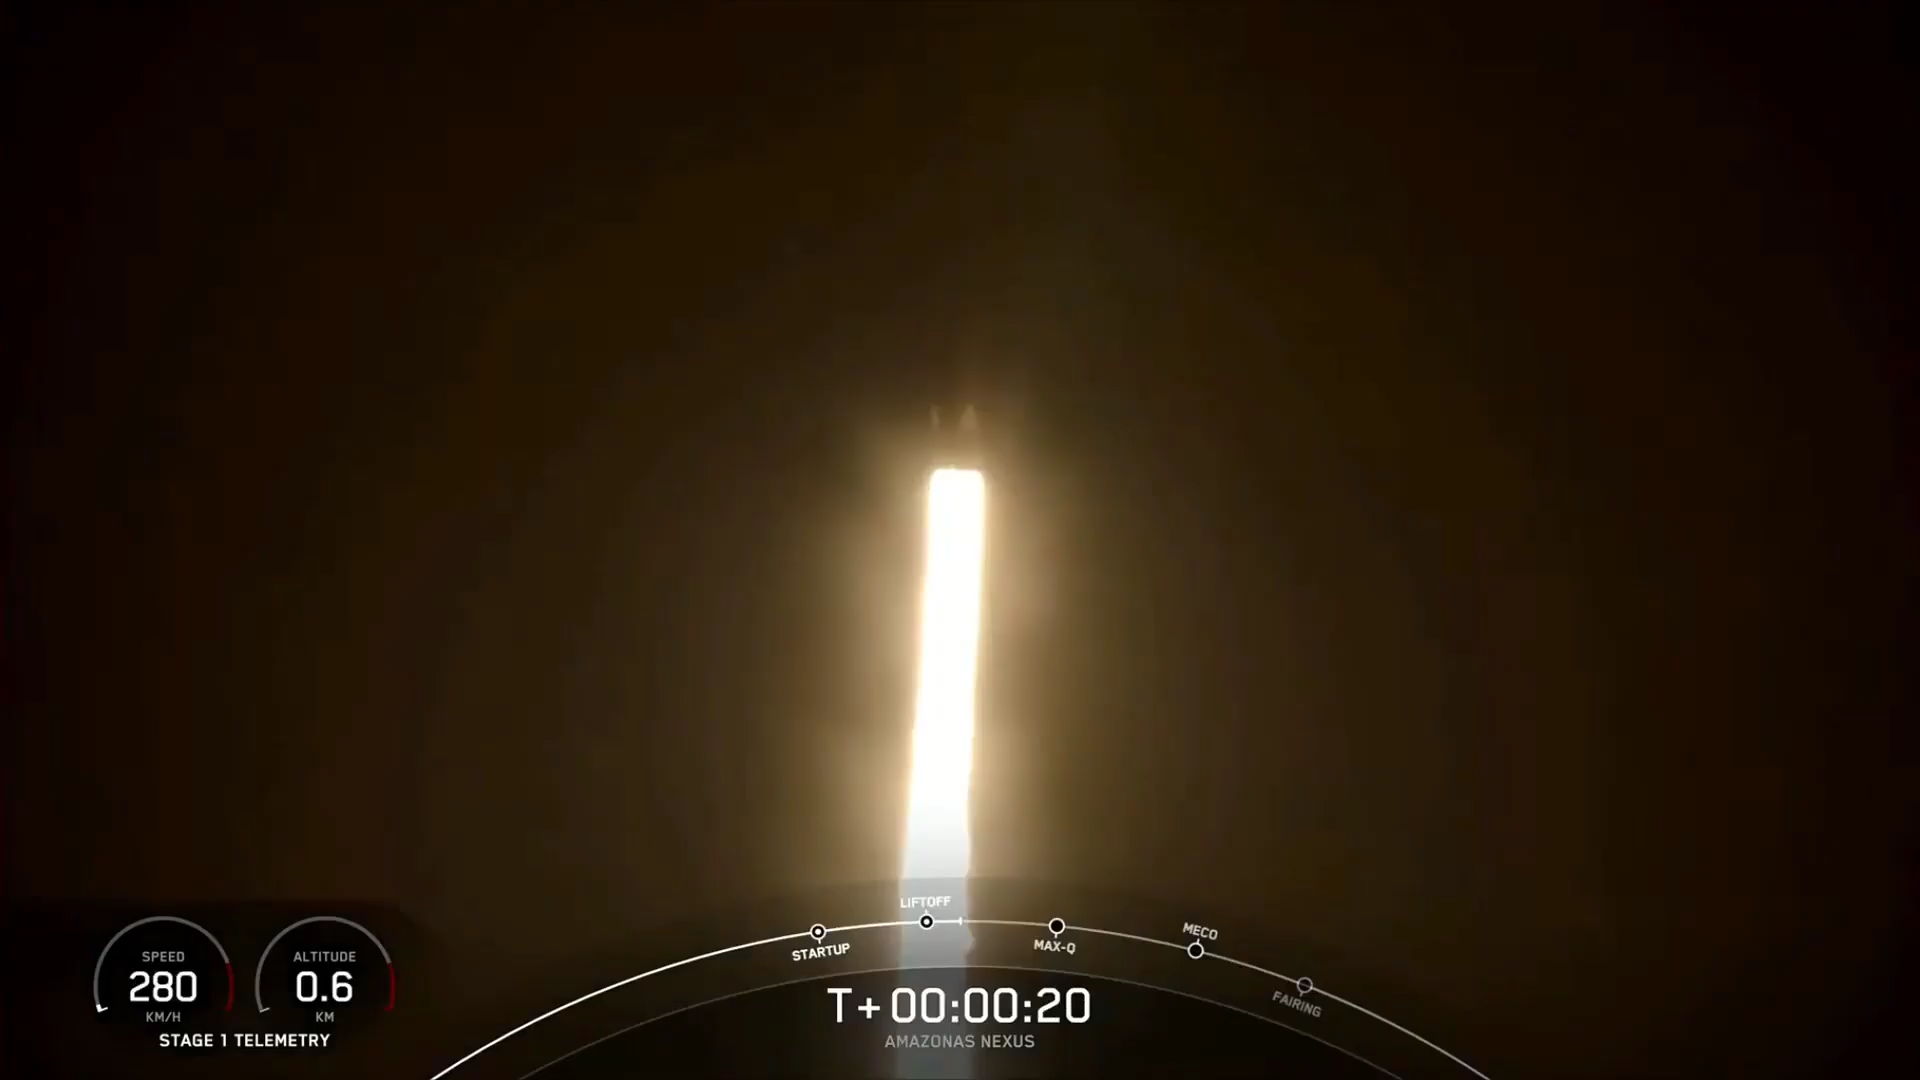 SPEED
280
KM/H
ALTITUDE
0.6
KM
STAGE 1 TELEMETRY
STARTUP
LIFTOFF
MAX-Q
MECO
FAIRING
T+00:00:20
AMAZONAS NEXUS